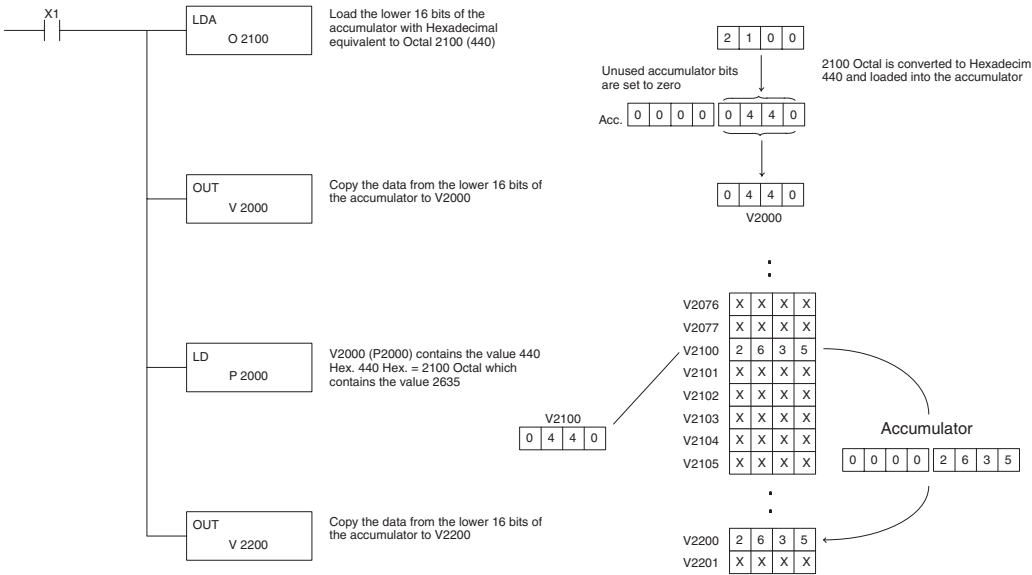 X1
LDA
O 2100
Load the lower 16 bits of the
accumulator with Hexadecimal
equivalent to Octal 2100 (440)
2 1 0 0
Unused accumulator bits
are set to zero
2100 Octal is converted to Hexadecim
440 and loaded into the accumulator
Acc. 0 0 0 0 0 4 4 0
OUT
V 2000
Copy the data from the lower 16 bits of
the accumulator to V2000
0 4 4 0
V2000
LD
P 2000
V2000 (P2000) contains the value 440
Hex. 440 Hex. = 2100 Octal which
contains the value 2635
V2100
0 4 4 0
V2076 X X X X
V2077 X X X X
V2100 2 6 3 5
V2101 X X X X
V2102 X X X X
V2103 X X X X
V2104 X X X X
V2105 X X X X
Accumulator
0 0 0 0 2 6 3 5
OUT
V 2200
Copy the data from the lower 16 bits of
the accumulator to V2200
V2200 2 6 3 5
V2201 X X X X